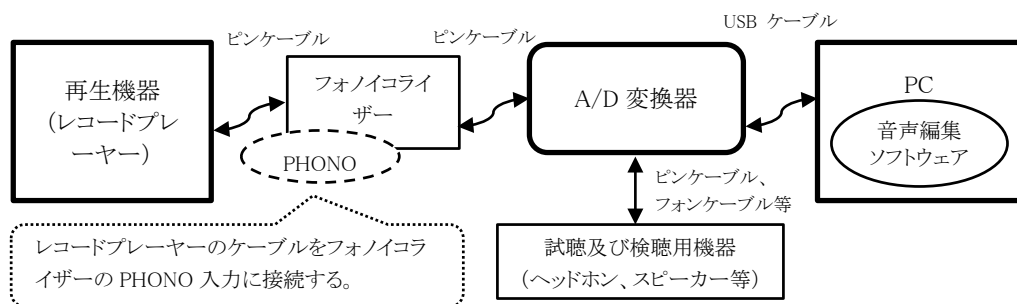 ピンケーブル
ピンケーブル
USB ケーブル
再生機器
(レコードプレ
ーヤー)
フォノイコライ
ザー
PHONO
A/D 変換器
PC
音声編集
ソフトウェア
ピンケーブル、
フォンケーブル等
レコードプレーヤーのケーブルをフォノイコラ
イザーの PHONO 入力に接続する。
試聴及び検聴用機器
(ヘッドホン、スピーカー等)